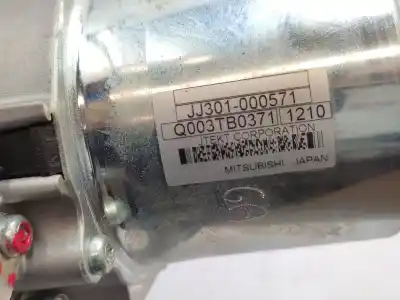 JJ301-000571
Q003TB0371 1210
JTEKT CORPORATION
MITSUBISHI JAPAN